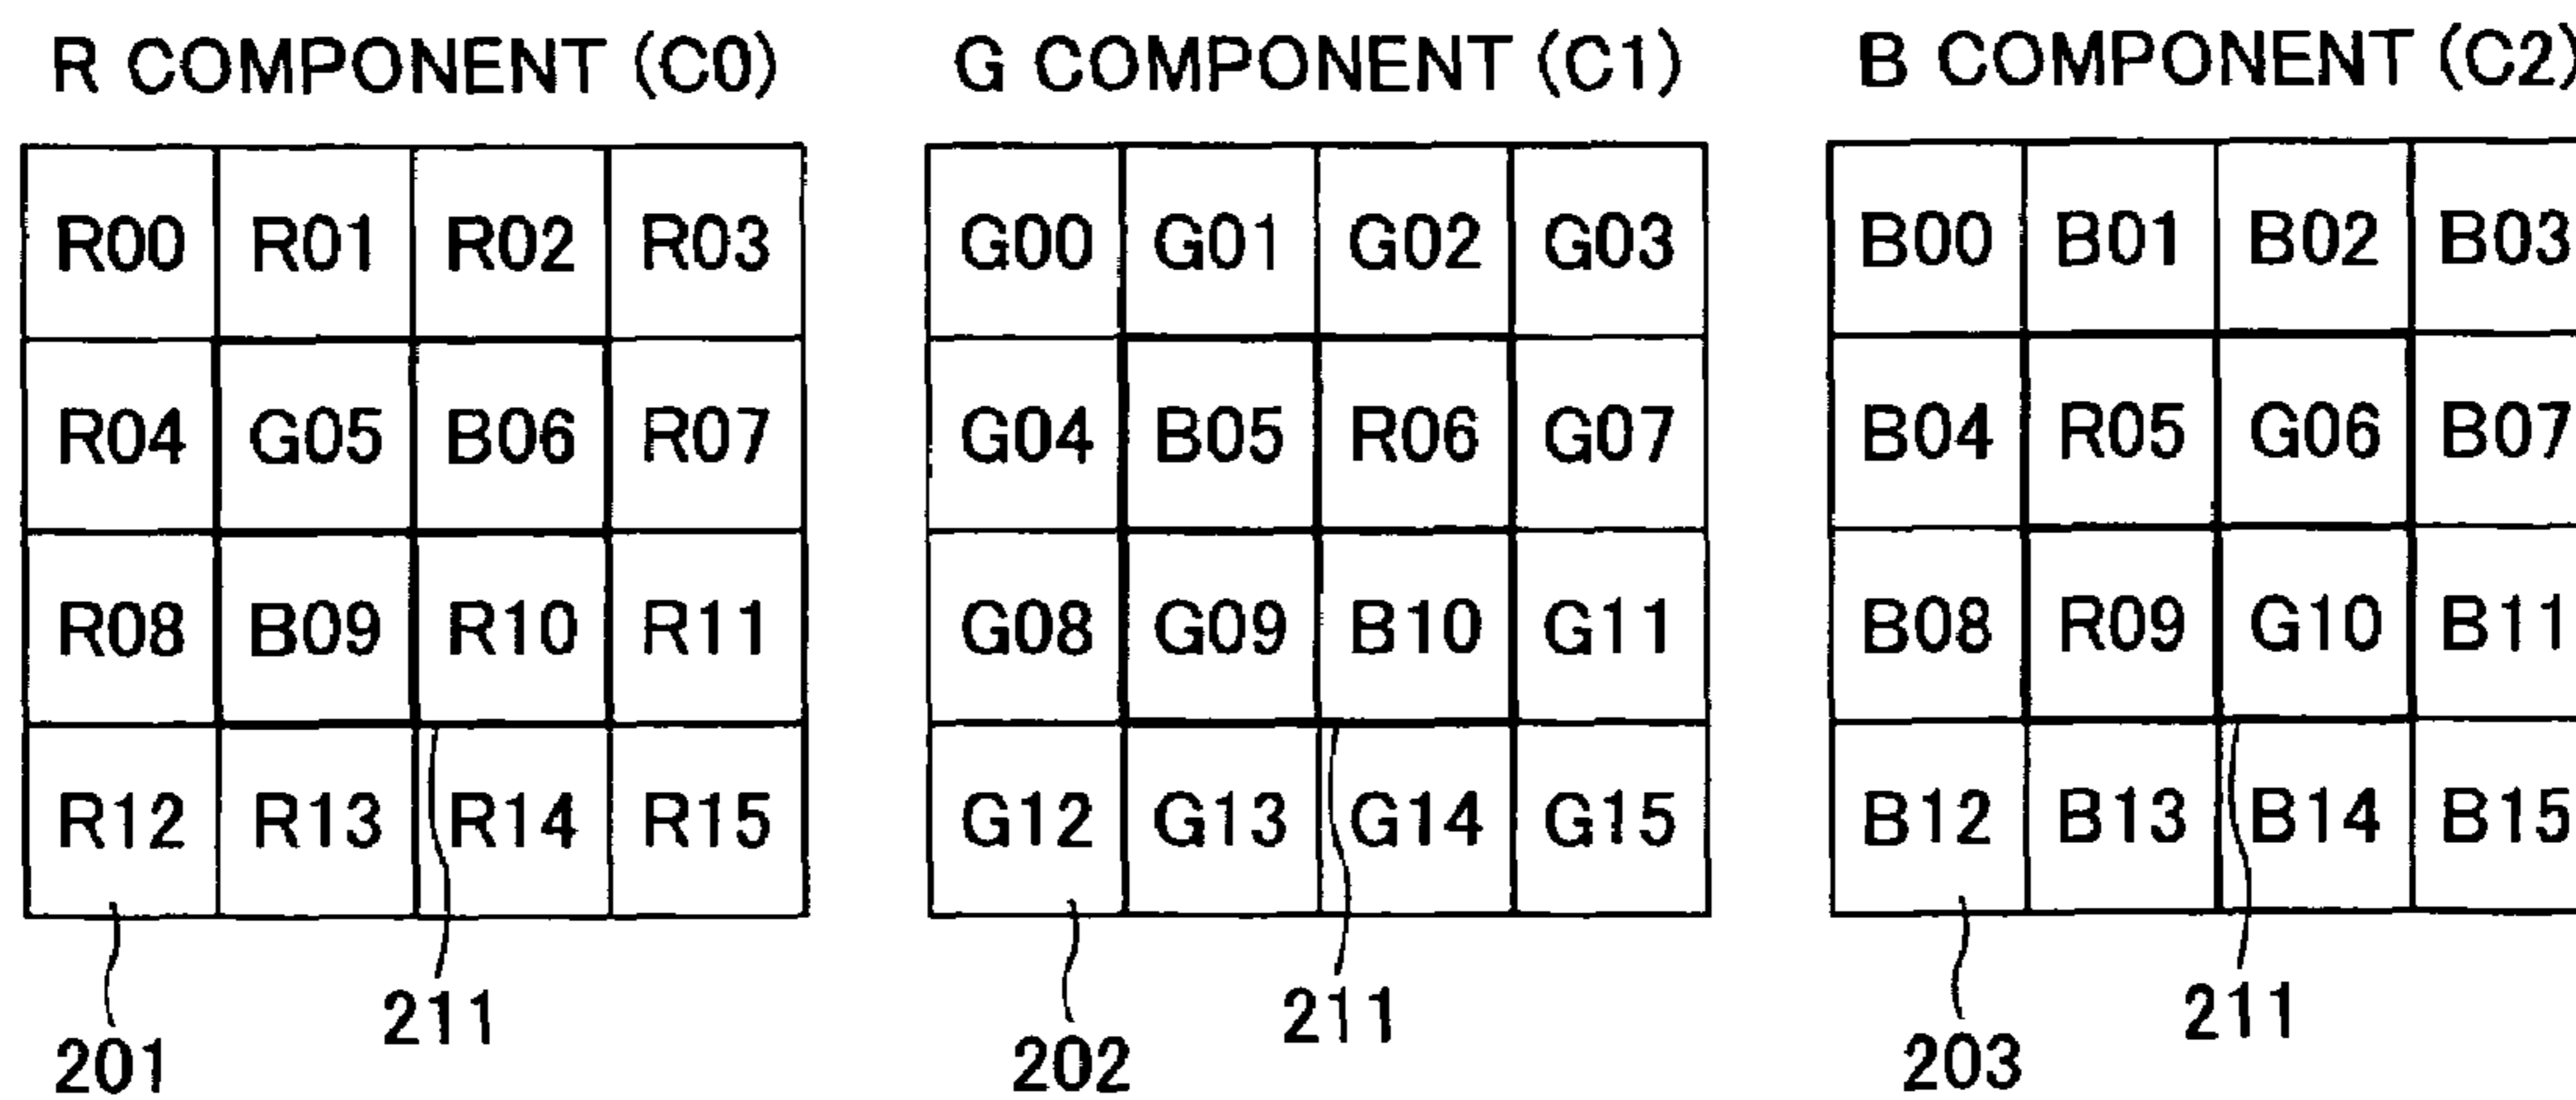 R COMPONENT (C0) G COMPONENT (C1) B COMPONENT (C2)
R00 R01 R02 R03 G00 G01 G02 G03 B00 B01 B02 B03
R04 G05 B06 R07 G04 B05 R06 G07 B04 R05 G06 B07
R08 B09 R10 R11 G08 G09 B10 G11 B08 R09 G10 B11
R12 R13 R14 R15 G12 G13 G14 G15 B12 B13 B14 B15
211 211 211
201 202 203